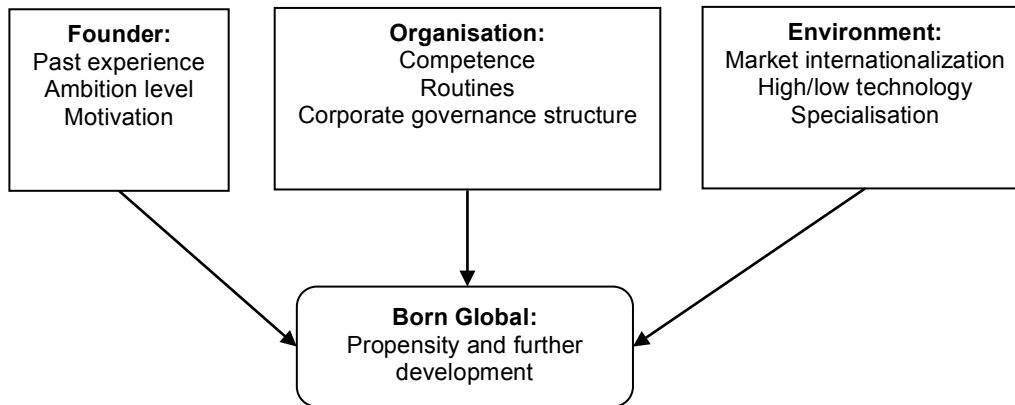 Founder:
Past experience
Ambition level
Motivation
Organisation:
Competence
Routines
Corporate governance structure
Environment:
Market internationalization
High/low technology
Specialisation
Born Global:
Propensity and further
development